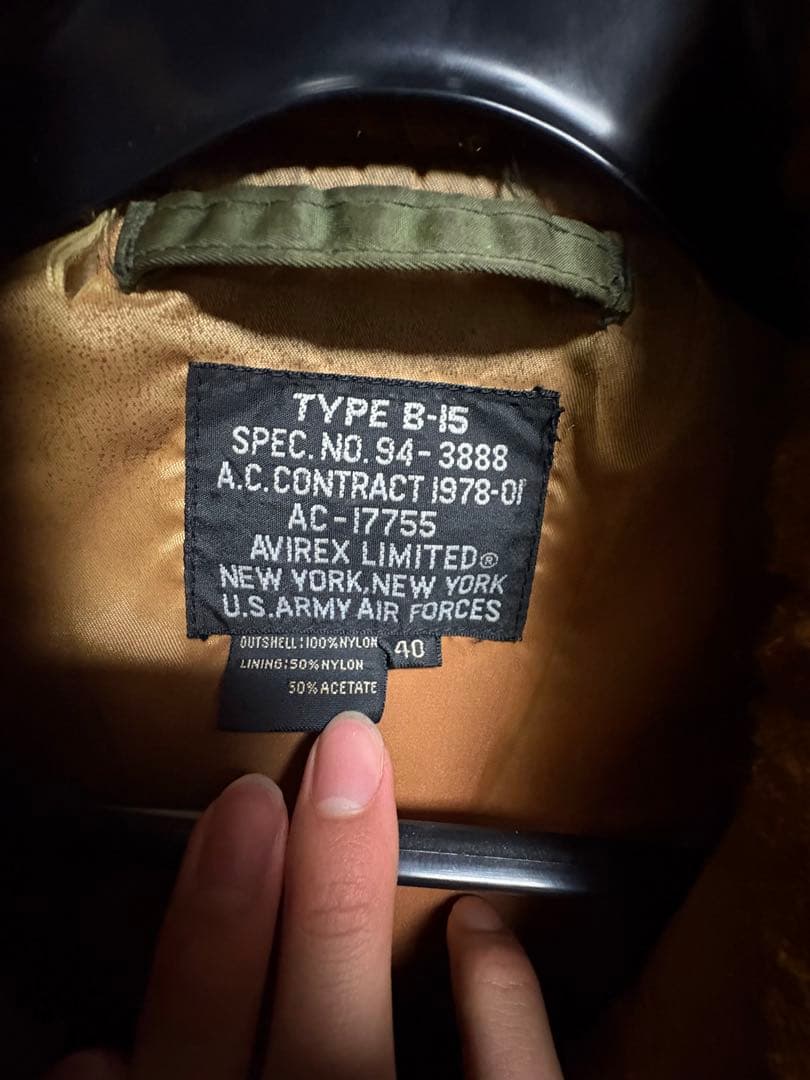 TYPE B-15
SPEC. NO. 94-3888
A.C. CONTRACT 1978-01
AC-17755
AVIREX LIMITED®
NEW YORK, NEW YORK
U.S. ARMY AIR FORCES
OUTSHELL:100%NYLON
40
LINING:50%NYLON
50%ACETATE